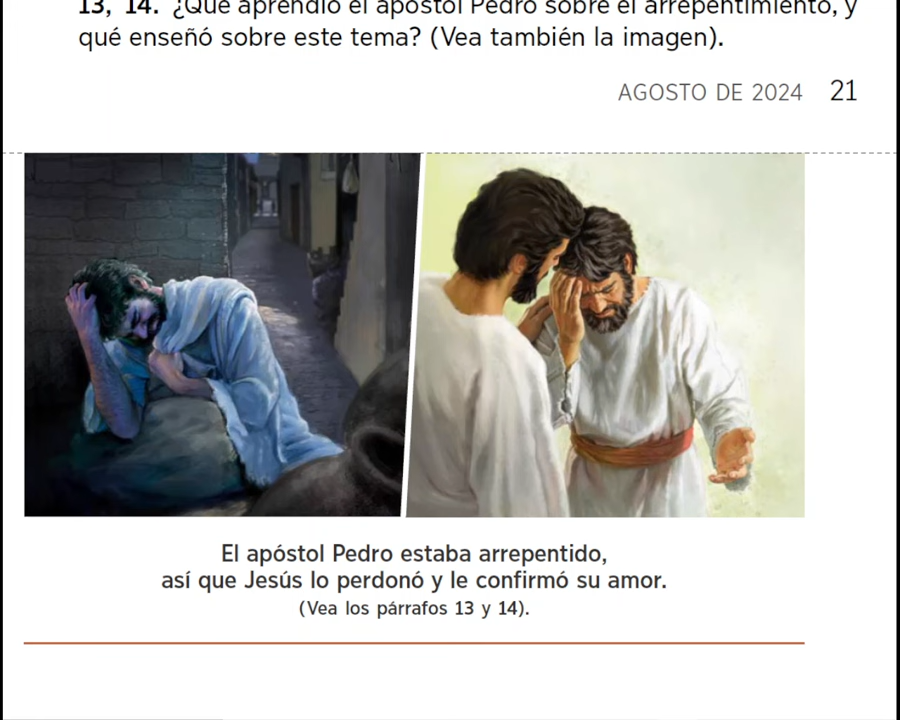 13, 14. ¿Qué aprendió el apóstol Pedro sobre el arrepentimiento, y
qué enseñó sobre este tema? (Vea también la imagen).
AGOSTO DE 2024 21
El apóstol Pedro estaba arrepentido,
así que Jesús lo perdonó y le confirmó su amor.
(Vea los párrafos 13 y 14).